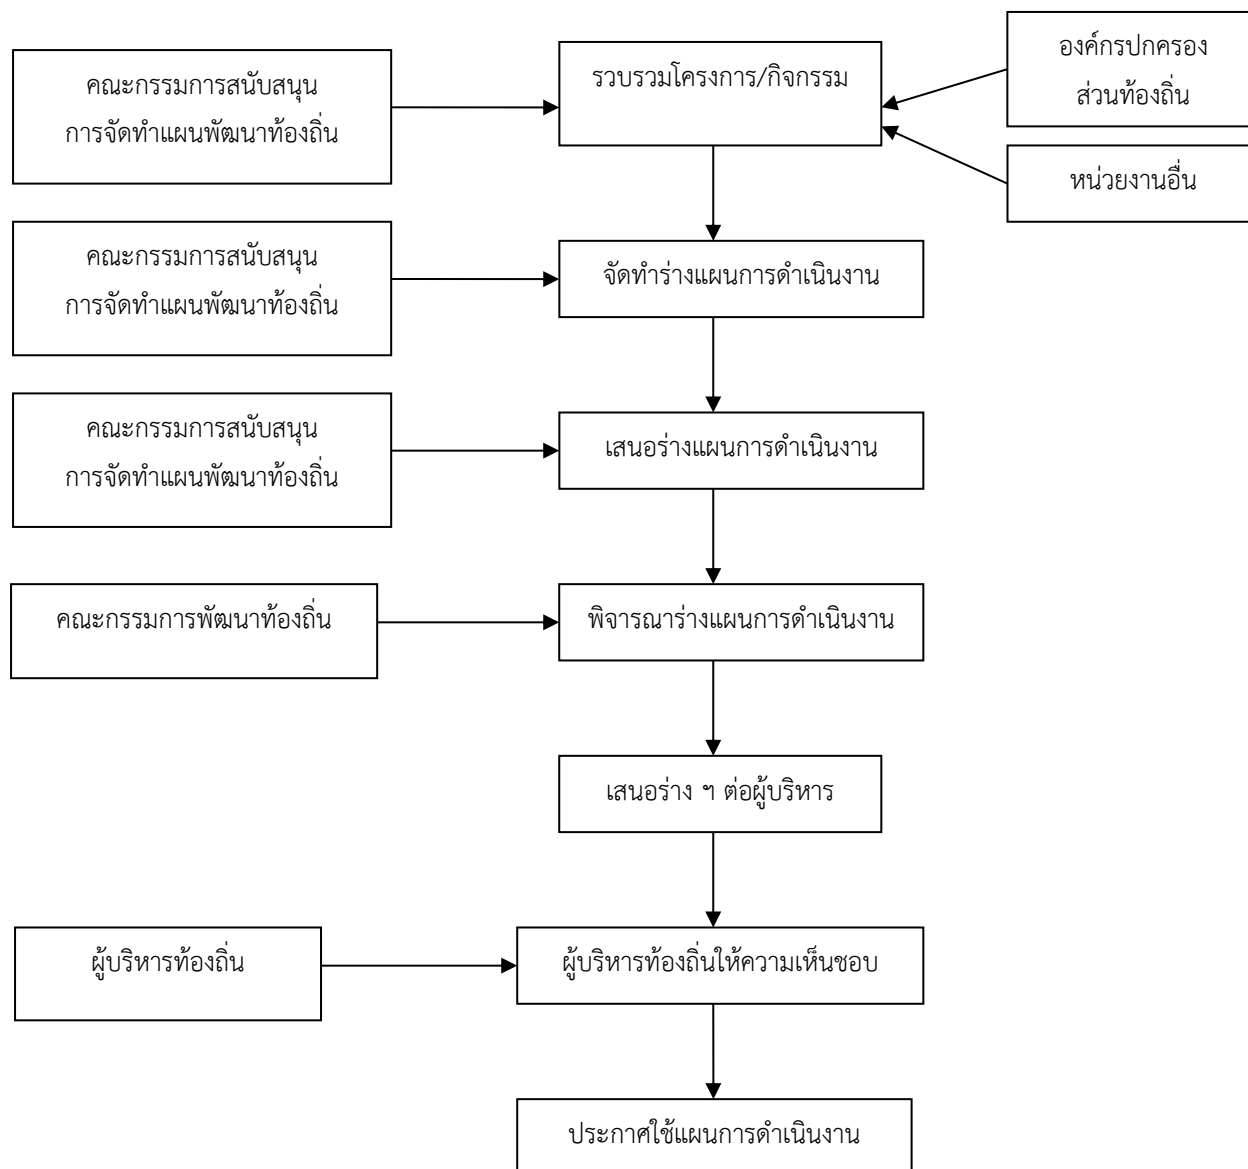 คณะกรรมการสนับสนุน
การจัดทำแผนพัฒนาท้องถิ่น
รวบรวมโครงการ/กิจกรรม
องค์กรปกครอง
ส่วนท้องถิ่น
หน่วยงานอื่น
คณะกรรมการสนับสนุน
การจัดทำแผนพัฒนาท้องถิ่น
จัดทำร่างแผนการดำเนินงาน
คณะกรรมการสนับสนุน
การจัดทำแผนพัฒนาท้องถิ่น
เสนอร่างแผนการดำเนินงาน
คณะกรรมการพัฒนาท้องถิ่น
พิจารณาร่างแผนการดำเนินงาน
เสนอร่าง ฯ ต่อผู้บริหาร
ผู้บริหารท้องถิ่น
ผู้บริหารท้องถิ่นให้ความเห็นชอบ
ประกาศใช้แผนการดำเนินงาน